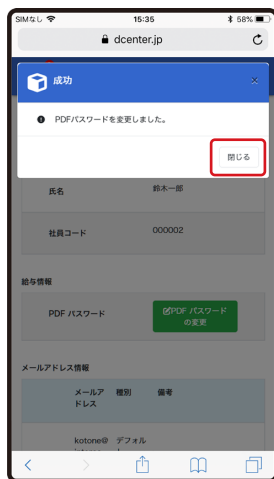 SIMなし 15:35 58%
dcenter.jp
成功 ×
PDFパスワードを変更しました。
閉じる
氏名 鈴木一郎
社員コード 000002
給与情報
PDF パスワード PDF パスワード
の変更
メールアドレス情報
メールア 種別 備考
ドレス
kotone@ デフォル